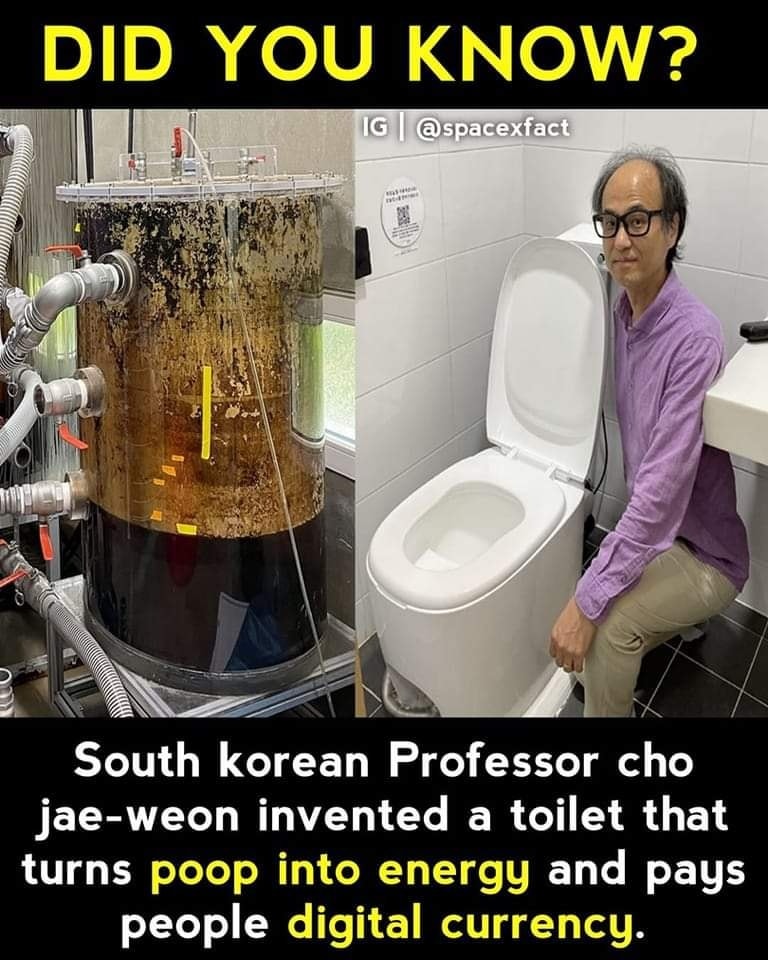 DID YOU KNOW?
IG | @spacexfact
South korean Professor cho
jae-weon invented a toilet that
turns poop into energy and pays
people digital currency.